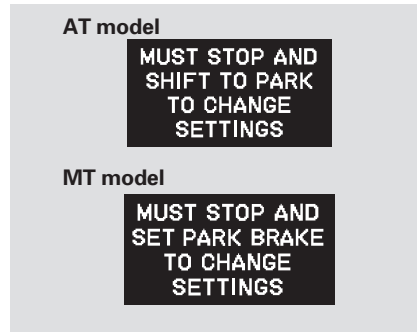 AT model
MUST STOP AND
SHIFT TO PARK
TO CHANGE
SETTINGS
MT model
MUST STOP AND
SET PARK BRAKE
TO CHANGE
SETTINGS